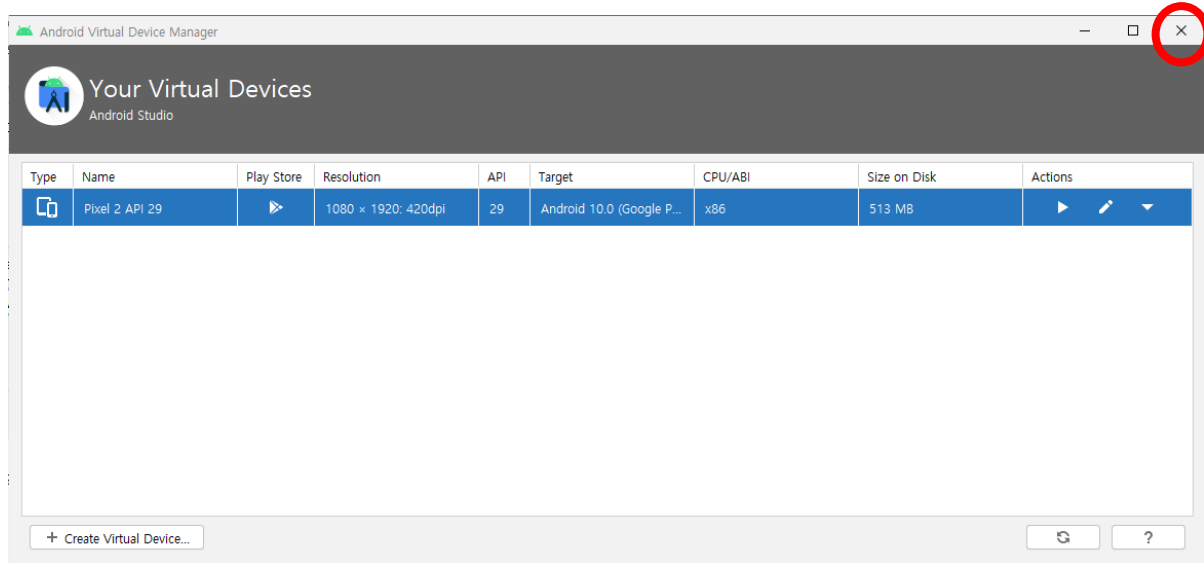 Android Virtual Device Manager
Your Virtual Devices
Android Studio
Type Name Play Store Resolution API Target CPU/ABI Size on Disk Actions
Pixel 2 API 29 1080 × 1920: 420dpi 29 Android 10.0 (Google P... x86 513 MB
+ Create Virtual Device... ?